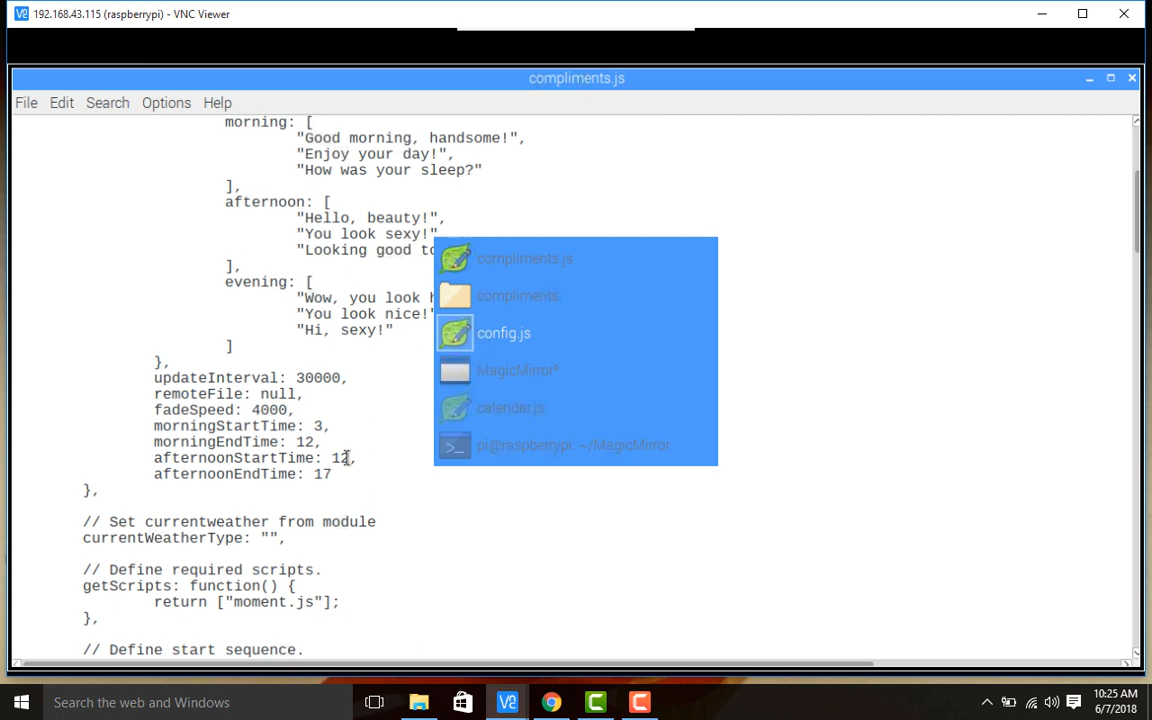 192.168.43.115 (raspberrypi) - VNC Viewer
compliments.js
File Edit Search Options Help
morning: [
"Good morning, handsome!",
"Enjoy your day!",
"How was your sleep?"
],
afternoon: [
"Hello, beauty!",
"You look sexy!"
"Looking good
],
evening: [
"Wow, you look
"You look nice!"
"Hi, sexy!"
]
},
updateInterval: 30000,
remoteFile: null,
fadeSpeed: 4000,
morningStartTime: 3,
morningEndTime: 12,
afternoonStartTime: 12,
afternoonEndTime: 17
},
// Set currentweather from module
currentWeatherType: "",
// Define required scripts.
getScripts: function() {
return ["moment.js"];
},
// Define start sequence.
compliments.js
compliments
config.js
MagicMirror²
calendar.js
pi@raspberrypi: ~/MagicMirror
Search the web and Windows
10:25 AM
6/7/2018